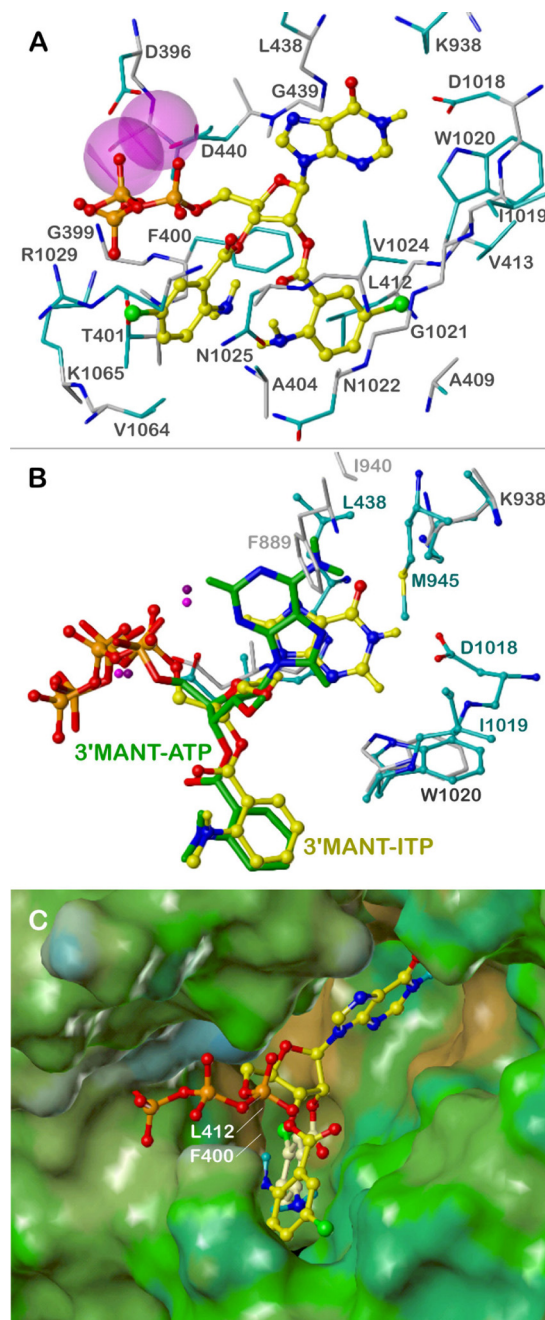 A
D396
L438
K938
G439
D1018
D440
W1020
I1019
G399
F400
R1029
V1024
V413
L412
T401
G1021
N1025
K1065
A404
N1022
A409
V1064
B
I940
L438
K938
F889
M945
D1018
I1019
3'MANT-ATP
W1020
3'MANT-ITP
C
L412
F400